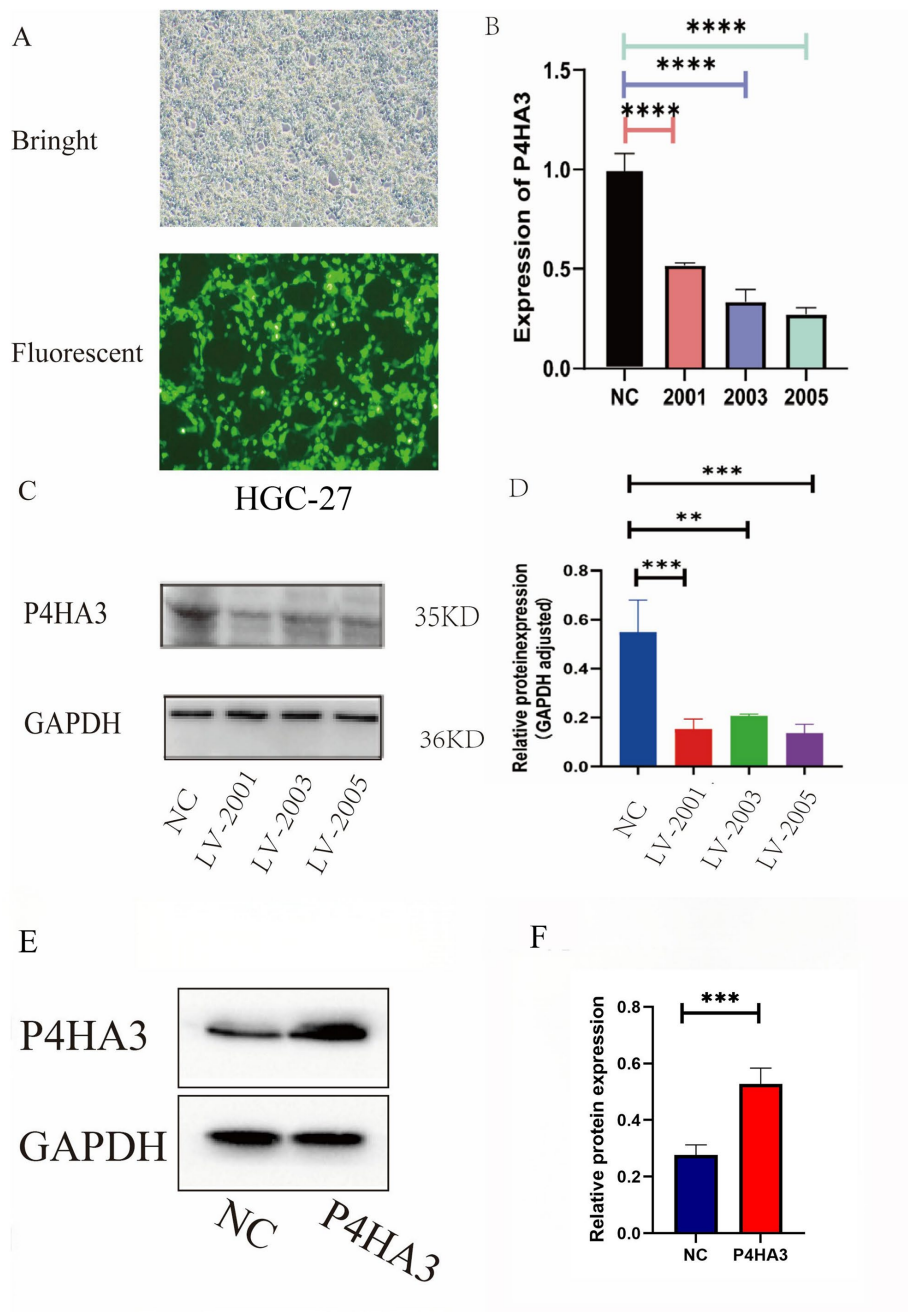 A
Bringht
Fluorescent
HGC-27
B
****
****
****
Expression of P4HA3
1.5
1.0
0.5
0.0
NC 2001 2003 2005
C
P4HA3
35KD
GAPDH
36KD
NC LV-2001 LV-2003 LV-2005
D
***
**
***
Relative proteinexpression
(GAPDH adjusted)
0.8
0.6
0.4
0.2
0.0
NC LV-2001 LV-2003 LV-2005
E
P4HA3
GAPDH
NC P4HA3
F
***
Relative protein expression
0.8
0.6
0.4
0.2
0.0
NC P4HA3